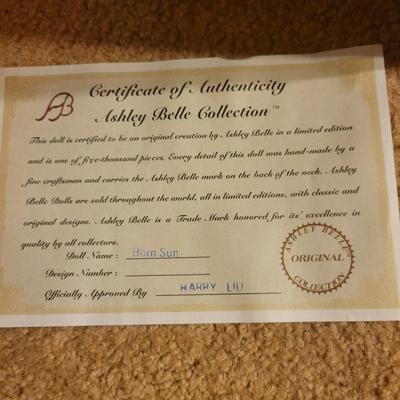 AB
Certificate of Authenticity
Ashley Belle Collection™
This doll is certified to be an original creation by Ashley Belle in a limited edition
and is one of five-thousand pieces. Every detail of this doll was hand-made by a
fine craftsman and carries the Ashley Belle mark on the back of the neck. Ashley
Belle Dolls are sold throughout the world, all in limited editions, with classic and
original designs. Ashley Belle is a Trade Mark honored for its' excellence in
quality by all collectors.
Doll Name : Born Sun
Design Number :
Officially Approved By HARRY LIU
ASHLEY BELLE
ORIGINAL
COLLECTION